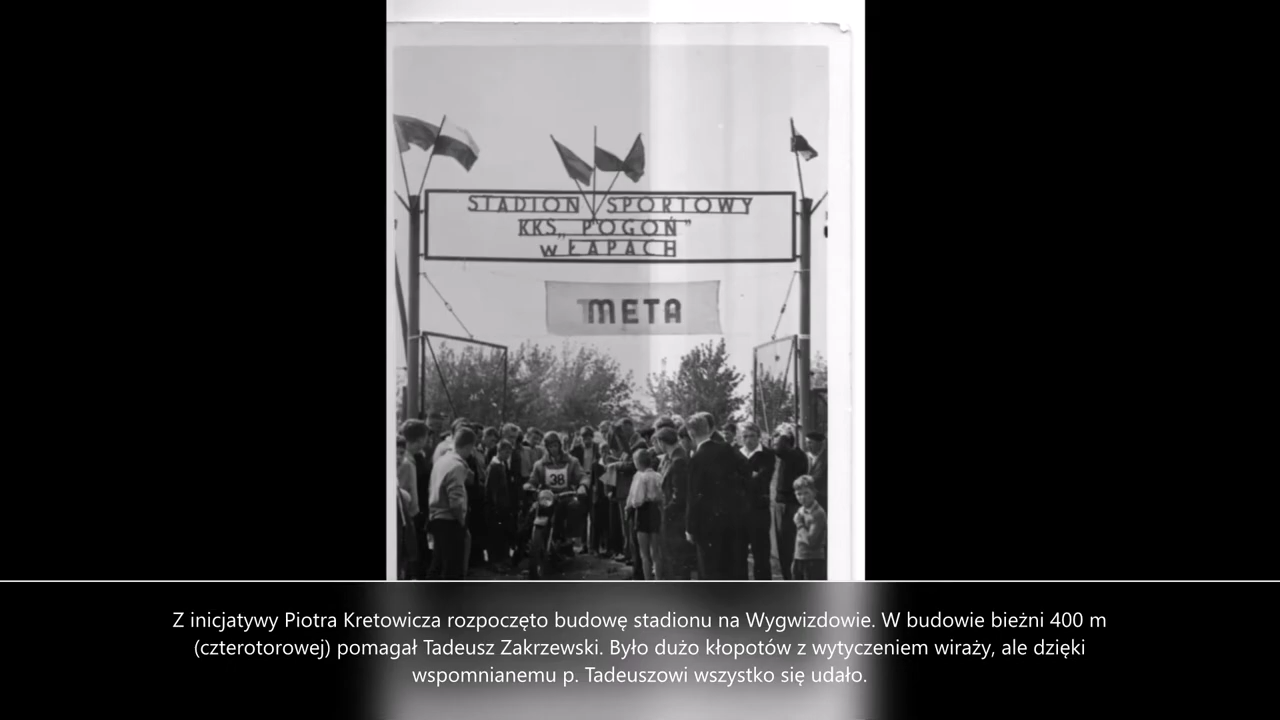 STADION SPORTOWY
KKS „POGOŃ”
W ŁAPACH
META
38
Z inicjatywy Piotra Kretowicza rozpoczęto budowę stadionu na Wygwizdowie. W budowie bieżni 400 m
(czterotorowej) pomagał Tadeusz Zakrzewski. Było dużo kłopotów z wytyczeniem wiraży, ale dzięki
wspomnianemu p. Tadeuszowi wszystko się udało.